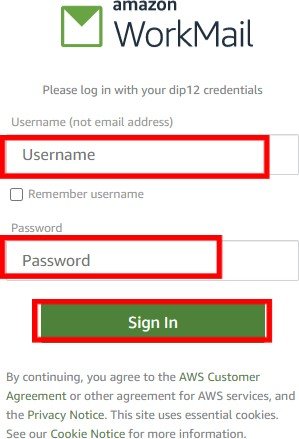 amazon
WorkMail
Please log in with your dip12 credentials
Username (not email address)
Username
Remember username
Password
Password
Sign In
By continuing, you agree to the AWS Customer
Agreement or other agreement for AWS services, and
the Privacy Notice. This site uses essential cookies.
See our Cookie Notice for more information.